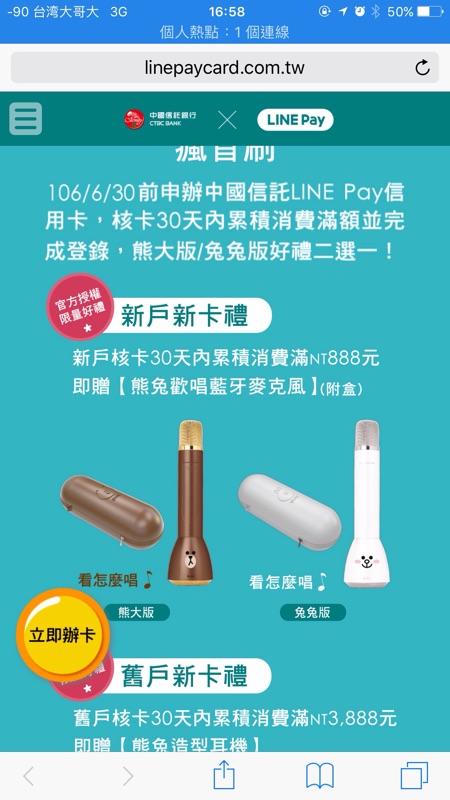 -90 台湾大哥大 3G 16:58 50%
個人熱點：1 個連線
linepaycard.com.tw
中國信託銀行
CTBC BANK
LINE Pay
瘋自刷
106/6/30前申辦中國信託LINE Pay信
用卡，核卡30天內累積消費滿額並完
成登錄，熊大版/兔兔版好禮二選一！
官方授權
限量好禮
新戶新卡禮
新戶核卡30天內累積消費滿NT888元
即贈【熊兔歡唱藍牙麥克風】(附盒)
看怎麼唱
看怎麼唱
熊大版
兔兔版
立即辦卡
舊戶新卡禮
舊戶核卡30天內累積消費滿NT3,888元
即贈【熊兔造型耳機】